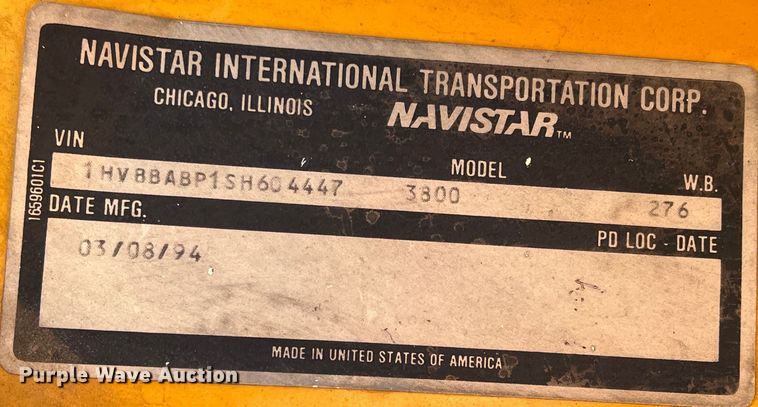 NAVISTAR INTERNATIONAL TRANSPORTATION CORP.
CHICAGO, ILLINOIS NAVISTAR™
VIN MODEL W.B.
1HVBBABP1SH604447 3800 276
DATE MFG. PD LOC - DATE
03/08/94
MADE IN UNITED STATES OF AMERICA
1659601C1
Purple Wave Auction